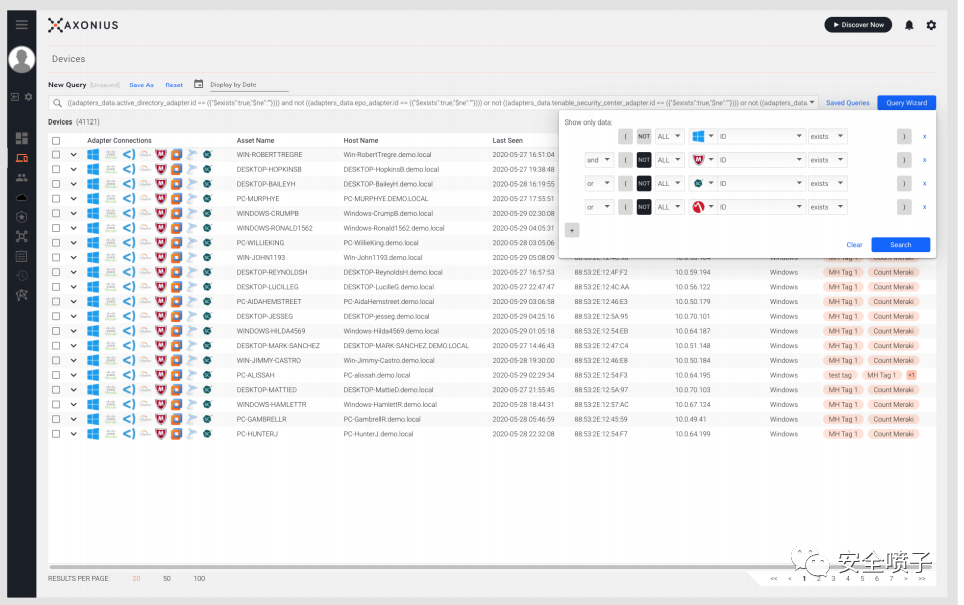 AXONIUS
Discover Now
Devices
New Query [Unsaved] Save As Reset Display by Date
((adapters_data.active_directory_adapter.id == ({"$exists":true,"$ne":""}))) and not ((adapters_data.epo_adapter.id == ({"$exists":true,"$ne":""}))) or not ((adapters_data.tenable_security_center_adapter.id == ({"$exists":true,"$ne":""}))) or not ((adapters_data.
Saved Queries Query Wizard
Devices (41121)
Show only data:
( NOT ALL ID exists ) x
and ( NOT ALL ID exists ) x
or ( NOT ALL ID exists ) x
or ( NOT ALL ID exists ) x
+
Clear Search
Adapter Connections Asset Name Host Name Last Seen
WIN-ROBERTTREGRE Win-RobertTregre.demo.local 2020-05-27 16:51:04
DESKTOP-HOPKINSB Desktop-HopkinsB.demo.local 2020-05-27 19:38:48
DESKTOP-BAILEYH Desktop-BaileyH.demo.local 2020-05-28 16:19:55
PC-MURPHYE PC-MURPHYE.DEMO.LOCAL 2020-05-27 17:55:51
WINDOWS-CRUMPB Windows-CrumpB.demo.local 2020-05-29 02:30:08
WINDOWS-RONALD1562 Windows-Ronald1562.demo.local 2020-05-29 04:05:31
PC-WILLIEKING PC-WillieKing.demo.local 2020-05-28 03:05:06
WIN-JOHN1193 Win-John1193.demo.local 2020-05-29 05:08:09 Windows MH Tag 1 Count Meraki
DESKTOP-REYNOLDSH Desktop-ReynoldsH.demo.local 2020-05-27 16:57:53 88:53:2E:12:4F:F2 10.0.59.194 Windows MH Tag 1 Count Meraki
DESKTOP-LUCILLEG Desktop-LucilleG.demo.local 2020-05-27 22:47:47 88:53:2E:12:4C:AA 10.0.56.122 Windows MH Tag 1 Count Meraki
PC-AIDAHEMSTREET PC-AidaHemstreet.demo.local 2020-05-29 03:06:58 88:53:2E:12:46:E3 10.0.50.179 Windows MH Tag 1 Count Meraki
DESKTOP-JESSEG Desktop-jesseg.demo.local 2020-05-29 04:25:16 88:53:2E:12:5A:95 10.0.70.101 Windows MH Tag 1 Count Meraki
WINDOWS-HILDA4569 Windows-Hilda4569.demo.local 2020-05-29 01:05:18 88:53:2E:12:54:EB 10.0.64.187 Windows MH Tag 1 Count Meraki
DESKTOP-MARK-SANCHEZ DESKTOP-MARK-SANCHEZ.DEMO.LOCAL 2020-05-27 14:46:43 88:53:2E:12:47:C4 10.0.51.148 Windows MH Tag 1 Count Meraki
WIN-JIMMY-CASTRO Win-Jimmy-Castro.demo.local 2020-05-28 19:30:00 88:53:2E:12:46:E8 10.0.50.184 Windows MH Tag 1 Count Meraki
PC-ALISSAH PC-alissah.demo.local 2020-05-29 02:29:34 88:53:2E:12:54:F3 10.0.64.195 Windows test tag MH Tag 1 +1
DESKTOP-MATTIED Desktop-MattieD.demo.local 2020-05-27 21:55:45 88:53:2E:12:5A:97 10.0.70.103 Windows MH Tag 1 Count Meraki
WINDOWS-HAMLETTR Windows-HamlettR.demo.local 2020-05-28 18:44:31 88:53:2E:12:57:AC 10.0.67.124 Windows MH Tag 1 Count Meraki
PC-GAMBRELLR PC-GambrellR.demo.local 2020-05-28 05:46:59 88:53:2E:12:45:59 10.0.49.41 Windows MH Tag 1 Count Meraki
PC-HUNTERJ PC-HunterJ.demo.local 2020-05-28 22:32:08 88:53:2E:12:54:F7 10.0.64.199 Windows MH Tag 1 Count Meraki
RESULTS PER PAGE: 20 50 100
<< < 1 2 3 4 5 6 7 > >>
安全喷子